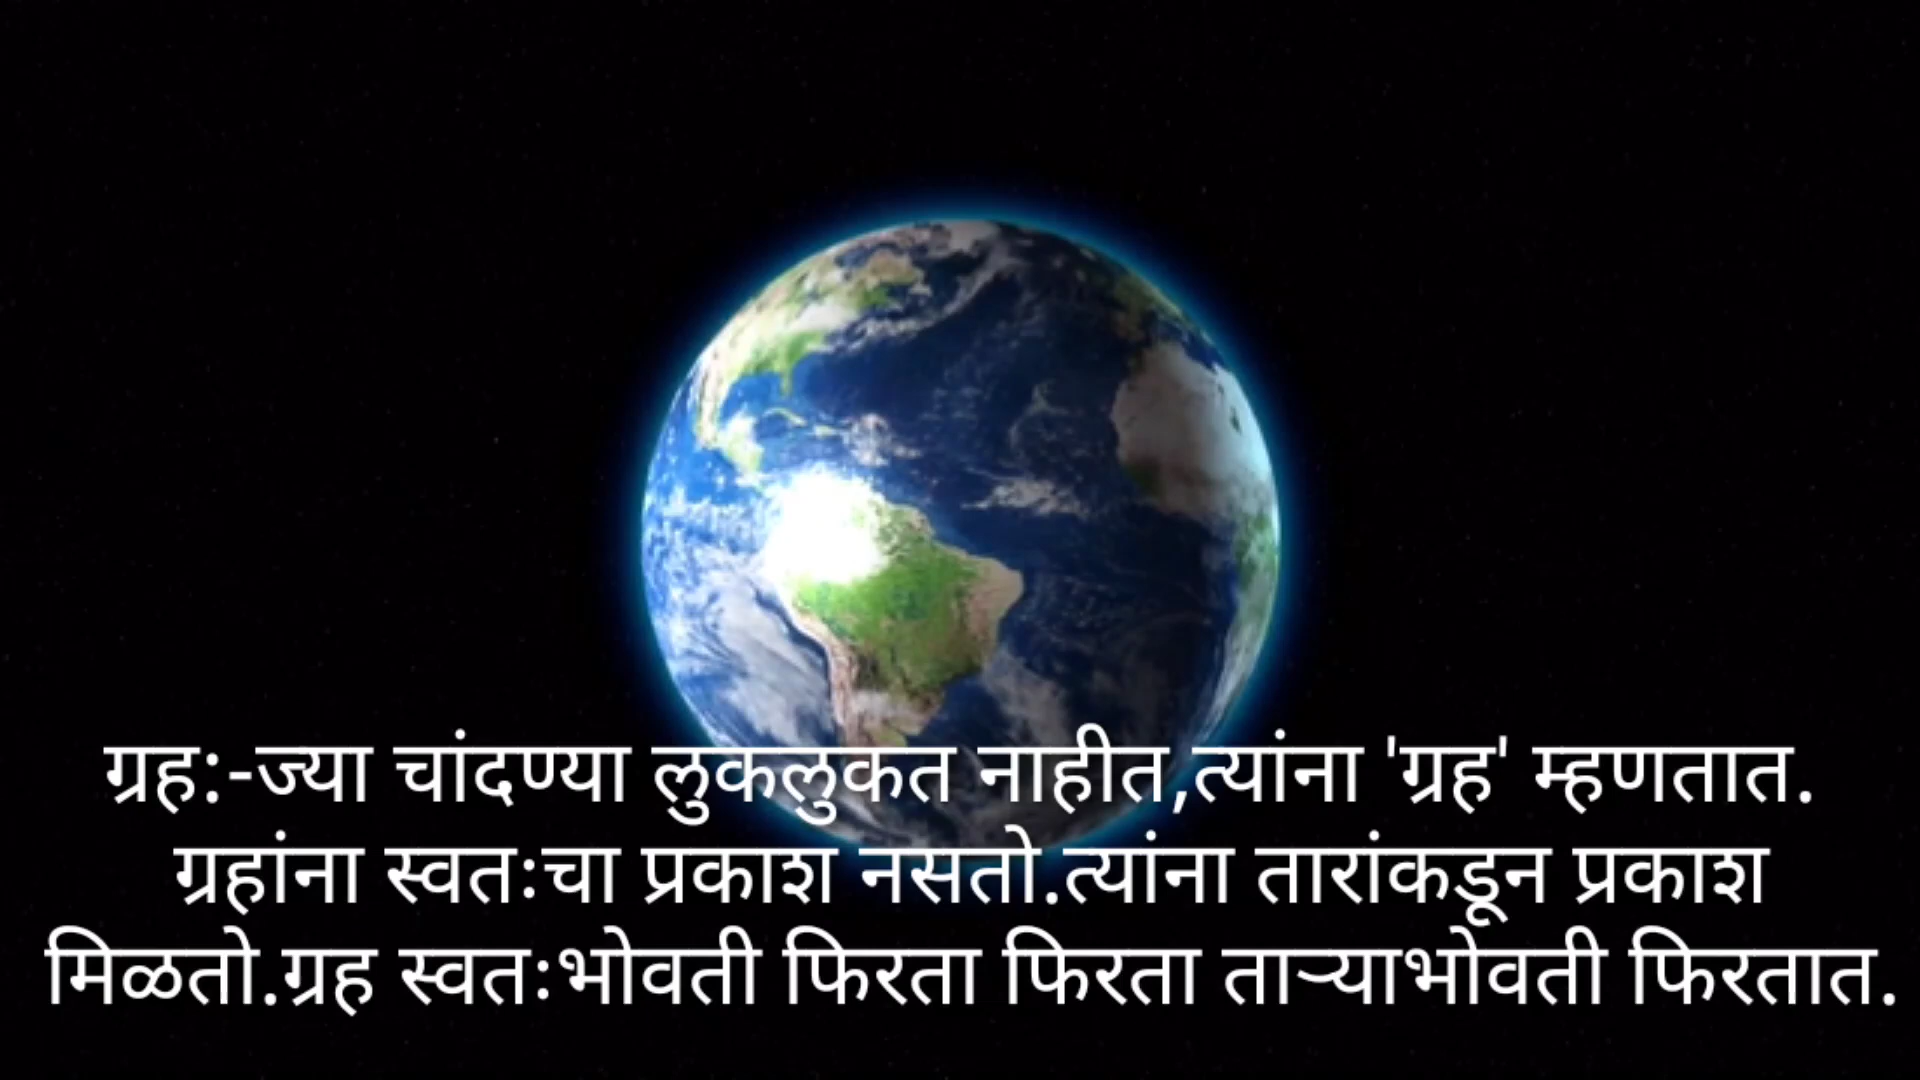 ग्रह:-ज्या चांदण्या लुकलुकत नाहीत,त्यांना 'ग्रह' म्हणतात.
ग्रहांना स्वतःचा प्रकाश नसतो.त्यांना तारांकडून प्रकाश
मिळतो.ग्रह स्वतःभोवती फिरता फिरता ताऱ्याभोवती फिरतात.